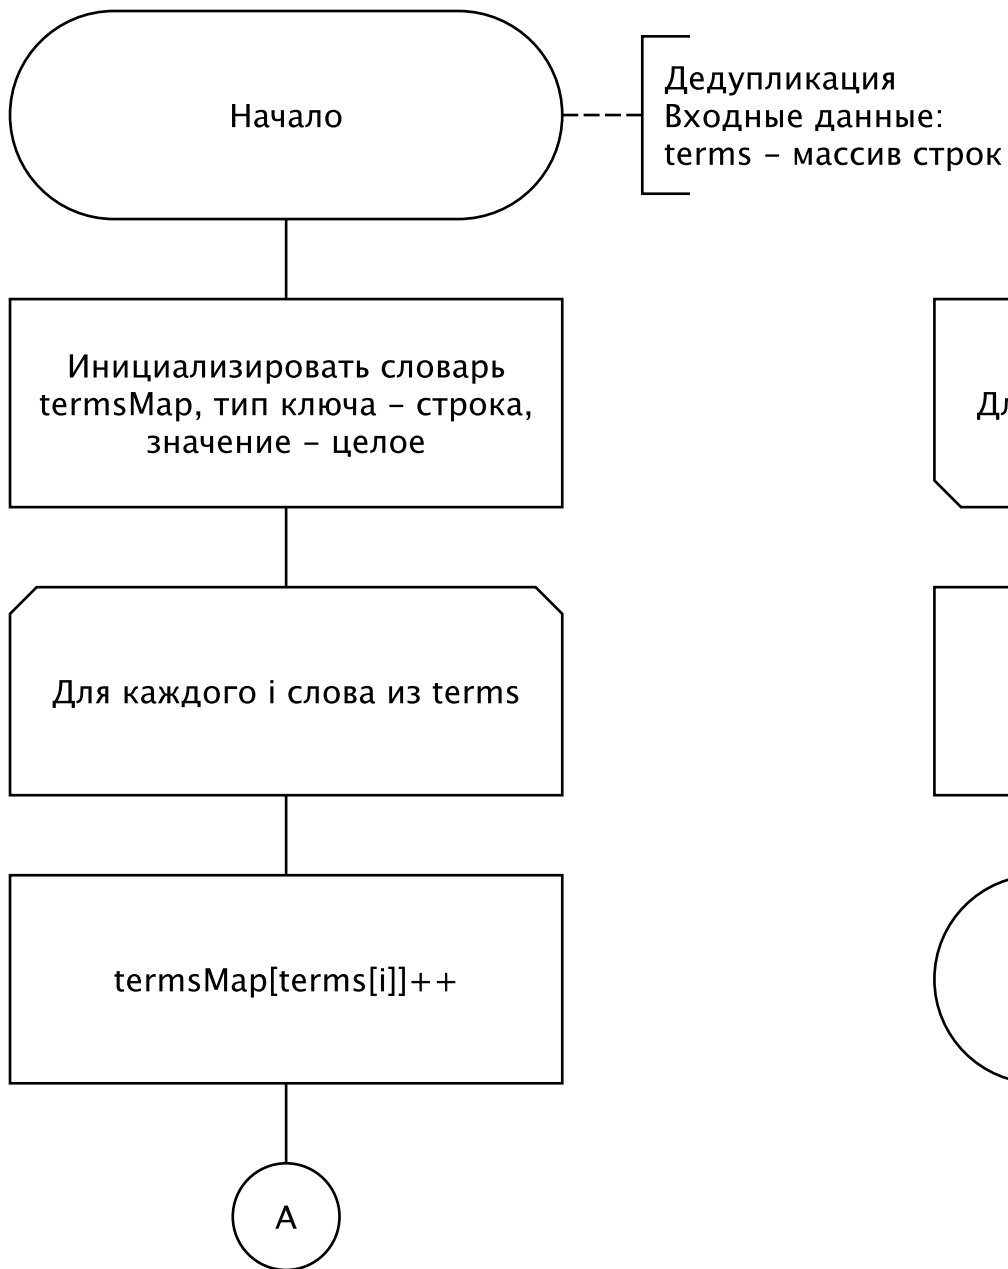 Начало
Дедупликация
Входные данные:
terms – массив строк
Инициализировать словарь
termsMap, тип ключа – строка,
значение – целое
Для каждого i слова из terms
termsMap[terms[i]]++
A